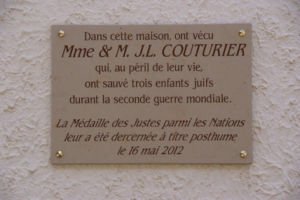 Dans cette maison, ont vécu
Mme & M. J.L. COUTURIER
qui, au péril de leur vie,
ont sauvé trois enfants juifs
durant la seconde guerre mondiale.
La Médaille des Justes parmi les Nations
leur a été dercernée à titre posthume
le 16 mai 2012